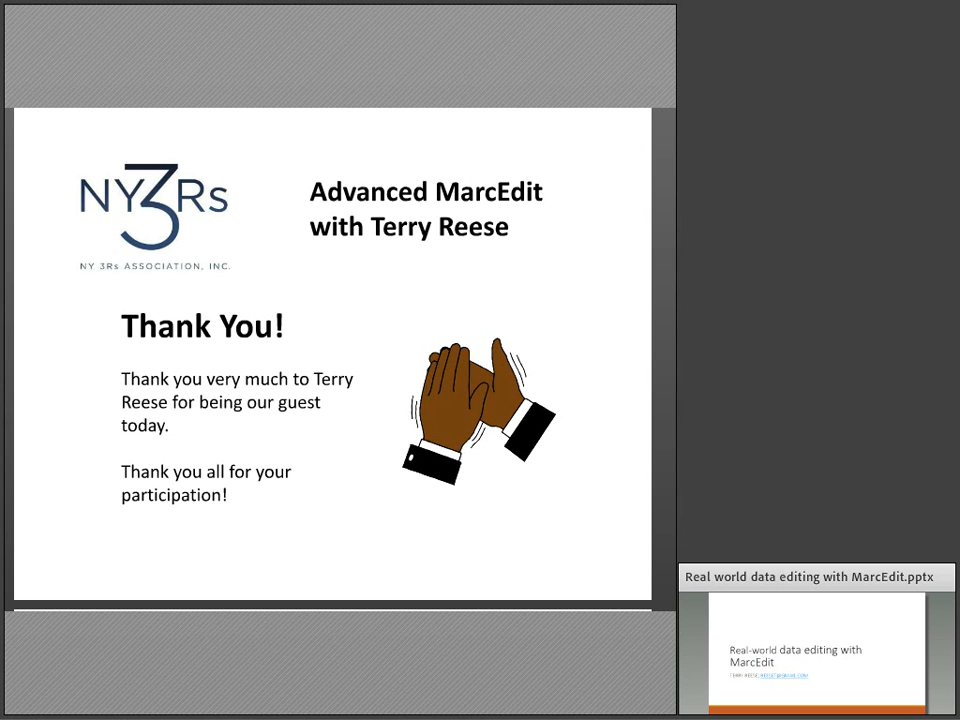 NY3Rs
NY 3Rs ASSOCIATION, INC.
Advanced MarcEdit
with Terry Reese
Thank You!
Thank you very much to Terry
Reese for being our guest
today.
Thank you all for your
participation!
Real world data editing with MarcEdit.pptx
Real-world data editing with
MarcEdit
TERRY REESE